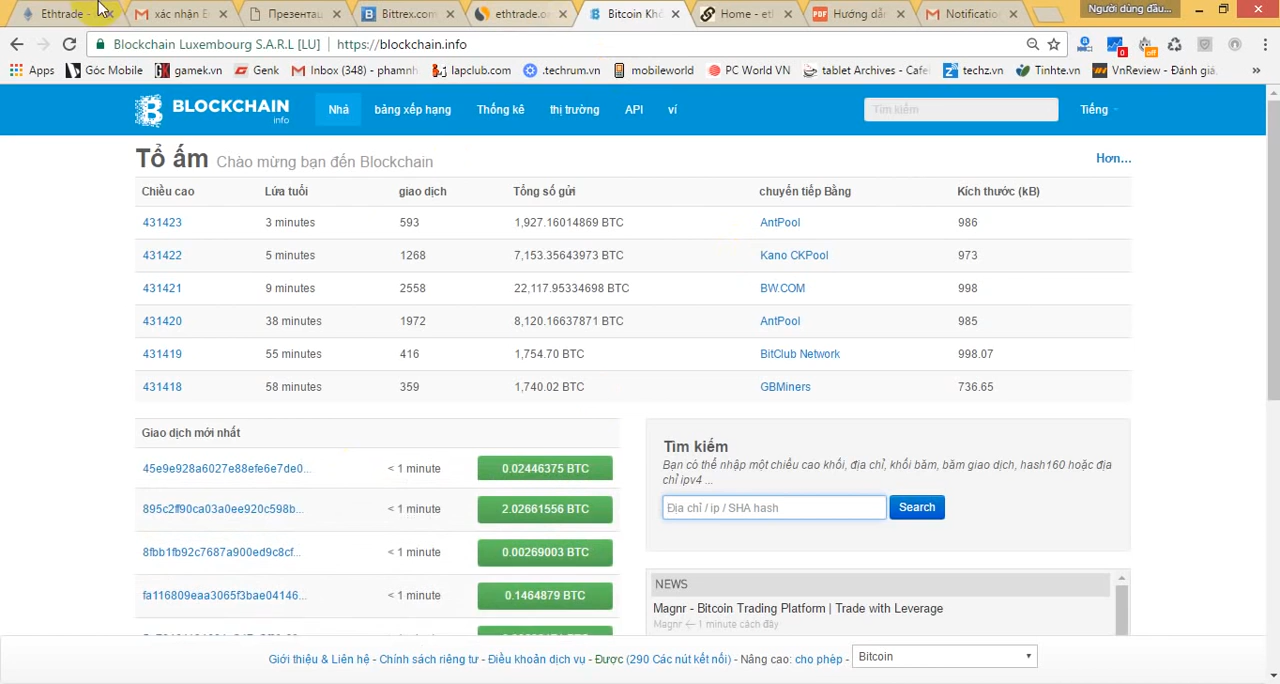 Ethtrade -
xác nhận E
Презентац
Bittrex.com
ethtrade.o
Bitcoin Khố
Home - etl
Hướng dẫn
Notificatio
Người dùng đầu...
Blockchain Luxembourg S.A.R.L [LU]
https://blockchain.info
0
off
Apps
Góc Mobile
gamek.vn
Genk
Inbox (348) - phamnh
lapclub.com
.techrum.vn
mobileworld
PC World VN
tablet Archives - Cafe
techz.vn
Tinhte.vn
VnReview - Đánh giá
»
BLOCKCHAIN
info
Nhà
bảng xếp hạng
Thống kê
thị trường
API
ví
Tìm kiếm
Tiếng
Tổ ấm Chào mừng bạn đến Blockchain
Hơn...
Chiều cao Lứa tuổi giao dịch Tổng số gửi chuyển tiếp Bằng Kích thước (kB)
431423 3 minutes 593 1,927.16014869 BTC AntPool 986
431422 5 minutes 1268 7,153.35643973 BTC Kano CKPool 973
431421 9 minutes 2558 22,117.95334698 BTC BW.COM 998
431420 38 minutes 1972 8,120.16637871 BTC AntPool 985
431419 55 minutes 416 1,754.70 BTC BitClub Network 998.07
431418 58 minutes 359 1,740.02 BTC GBMiners 736.65
Giao dịch mới nhất
45e9e928a6027e88efe6e7de0... < 1 minute 0.02446375 BTC
895c2ff90ca03a0ee920c598b... < 1 minute 2.02661556 BTC
8fbb1fb92c7687a900ed9c8cf... < 1 minute 0.00269003 BTC
fa116809eaa3065f3bae04146... < 1 minute 0.1464879 BTC
Tìm kiếm
Bạn có thể nhập một chiều cao khối, địa chỉ, khối băm, băm giao dịch, hash160 hoặc địa
chỉ ipv4 ...
Địa chỉ / ip / SHA hash
Search
NEWS
Magnr - Bitcoin Trading Platform | Trade with Leverage
Magnr ← 1 minute cách đây
Giới thiệu & Liên hệ - Chính sách riêng tư - Điều khoản dịch vụ - Được (290 Các nút kết nối) - Nâng cao: cho phép - Bitcoin